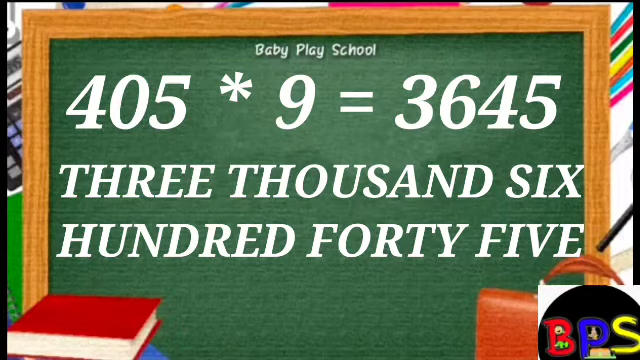 Baby Play School
405 * 9 = 3645
THREE THOUSAND SIX
HUNDRED FORTY FIVE
BPS